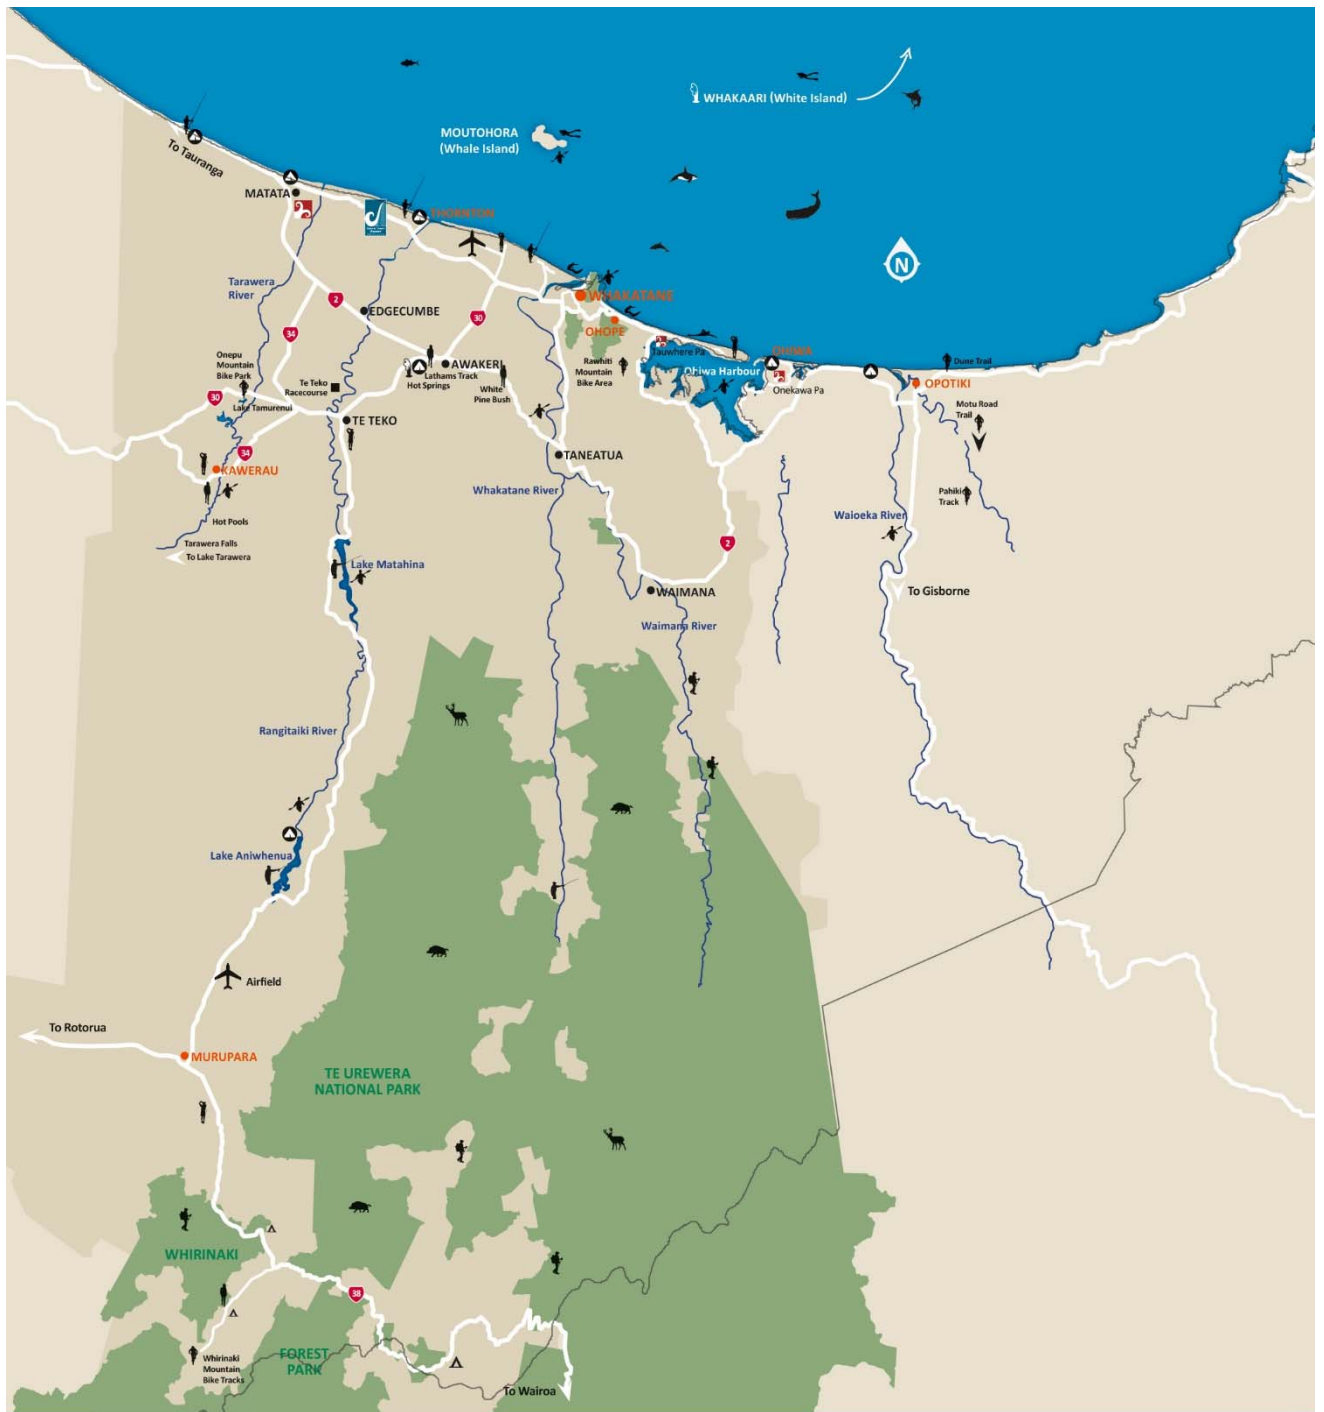 WHAKAARI (White Island)
MOUTOHORA
(Whale Island)
To Tauranga
MATATA
THORNTON
N
Tarawera
River
2
EDGECUMBE
30
WHAKATANE
34
OHOPE
Tauwhere Pa
OHIWA
Onepu
Mountain
Bike Park
Te Teko
Racecourse
AWAKERI
Lathams Track
Hot Springs
White
Pine Bush
Rawhiti
Mountain
Bike Area
Ohiwa Harbour
Onekawa Pa
Dune Trail
OPOTIKI
30
Lake Tamurenui
TE TEKO
Motu Road
Trail
34
KAWERAU
TANEATUA
Whakatane River
Pahiki
Track
Hot Pools
Waioeka River
Tarawera Falls
To Lake Tarawera
2
Lake Matahina
WAIMANA
To Gisborne
Waimana River
Rangitaiki River
Lake Aniwhenua
Airfield
To Rotorua
MURUPARA
TE UREWERA
NATIONAL PARK
WHIRINAKI
38
FOREST
PARK
Whirinaki
Mountain
Bike Tracks
To Wairoa